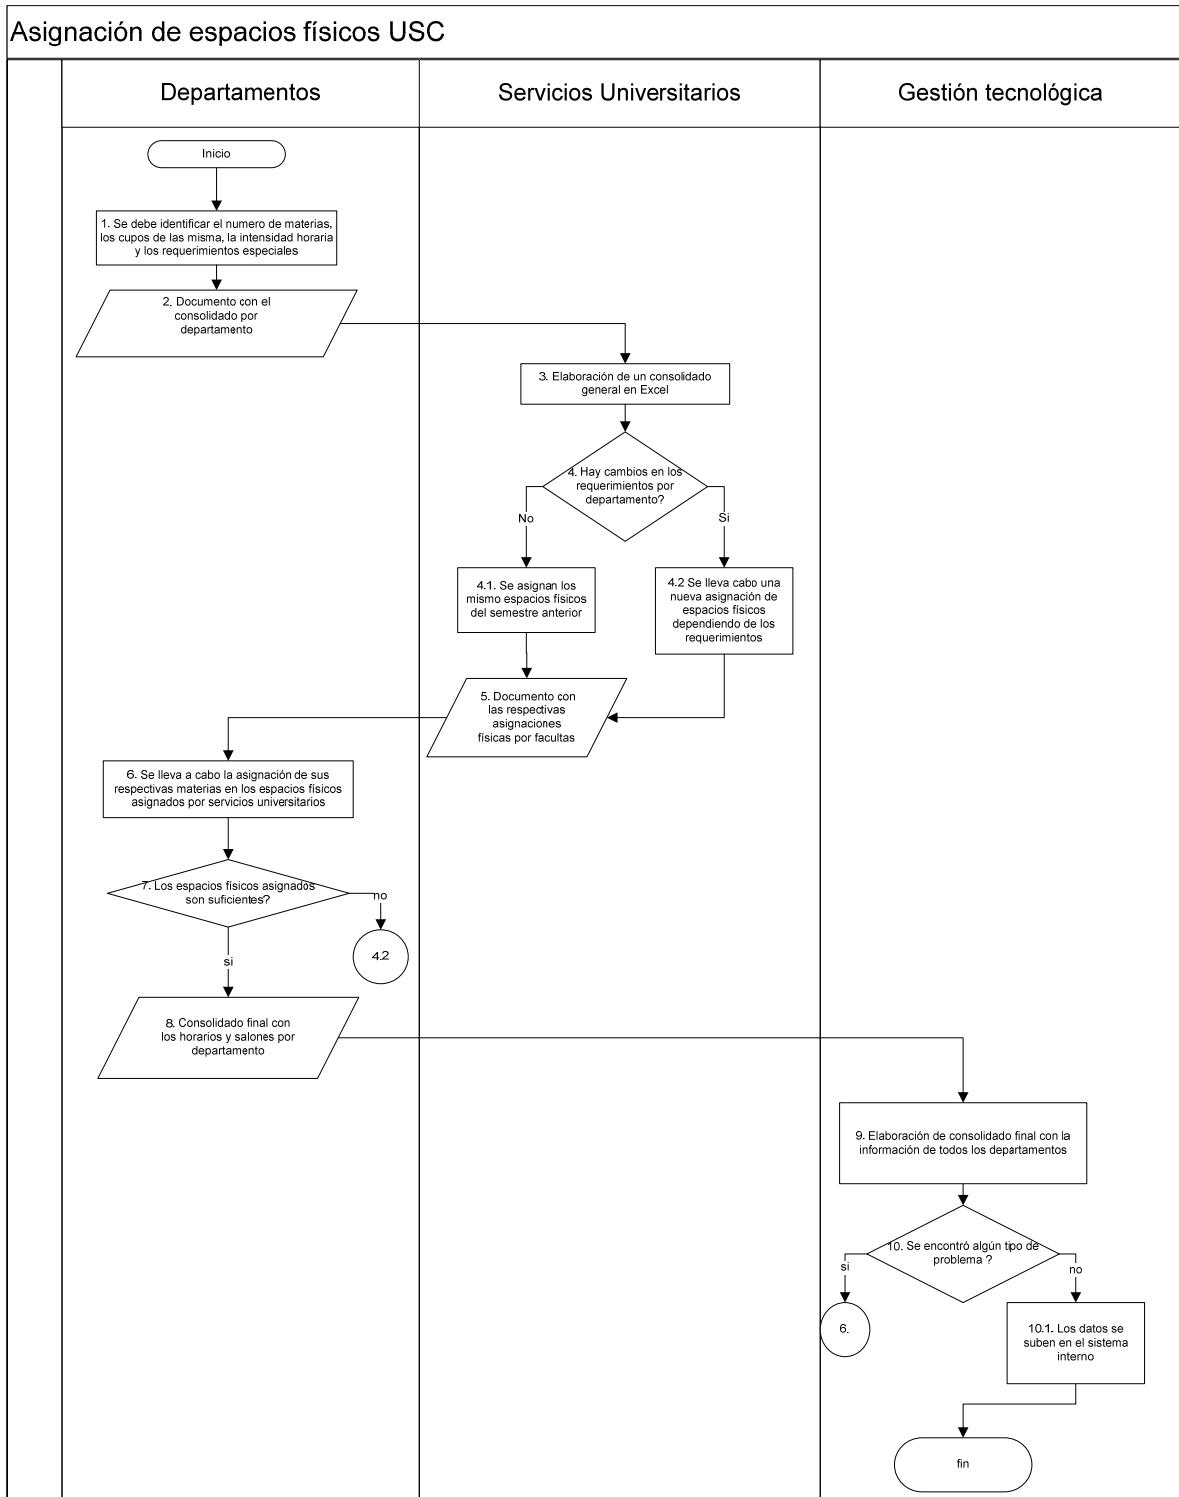 Asignación de espacios físicos USC
Departamentos
Servicios Universitarios
Gestión tecnológica
Inicio
1. Se debe identificar el numero de materias,
los cupos de las misma, la intensidad horaria
y los requerimientos especiales
2. Documento con el
consolidado por
departamento
3. Elaboración de un consolidado
general en Excel
4. Hay cambios en los
requerimientos por
departamento?
No
Si
4.1. Se asignan los
mismo espacios físicos
del semestre anterior
4.2 Se lleva cabo una
nueva asignación de
espacios físicos
dependiendo de los
requerimientos
5. Documento con
las respectivas
asignaciones
físicas por facultas
6. Se lleva a cabo la asignación de sus
respectivas materias en los espacios físicos
asignados por servicios universitarios
7. Los espacios físicos asignados
son suficientes?
no
4.2
si
8. Consolidado final con
los horarios y salones por
departamento
9. Elaboración de consolidado final con la
información de todos los departamentos
10. Se encontró algún tipo de
problema ?
si
no
6.
10.1. Los datos se
suben en el sistema
interno
fin